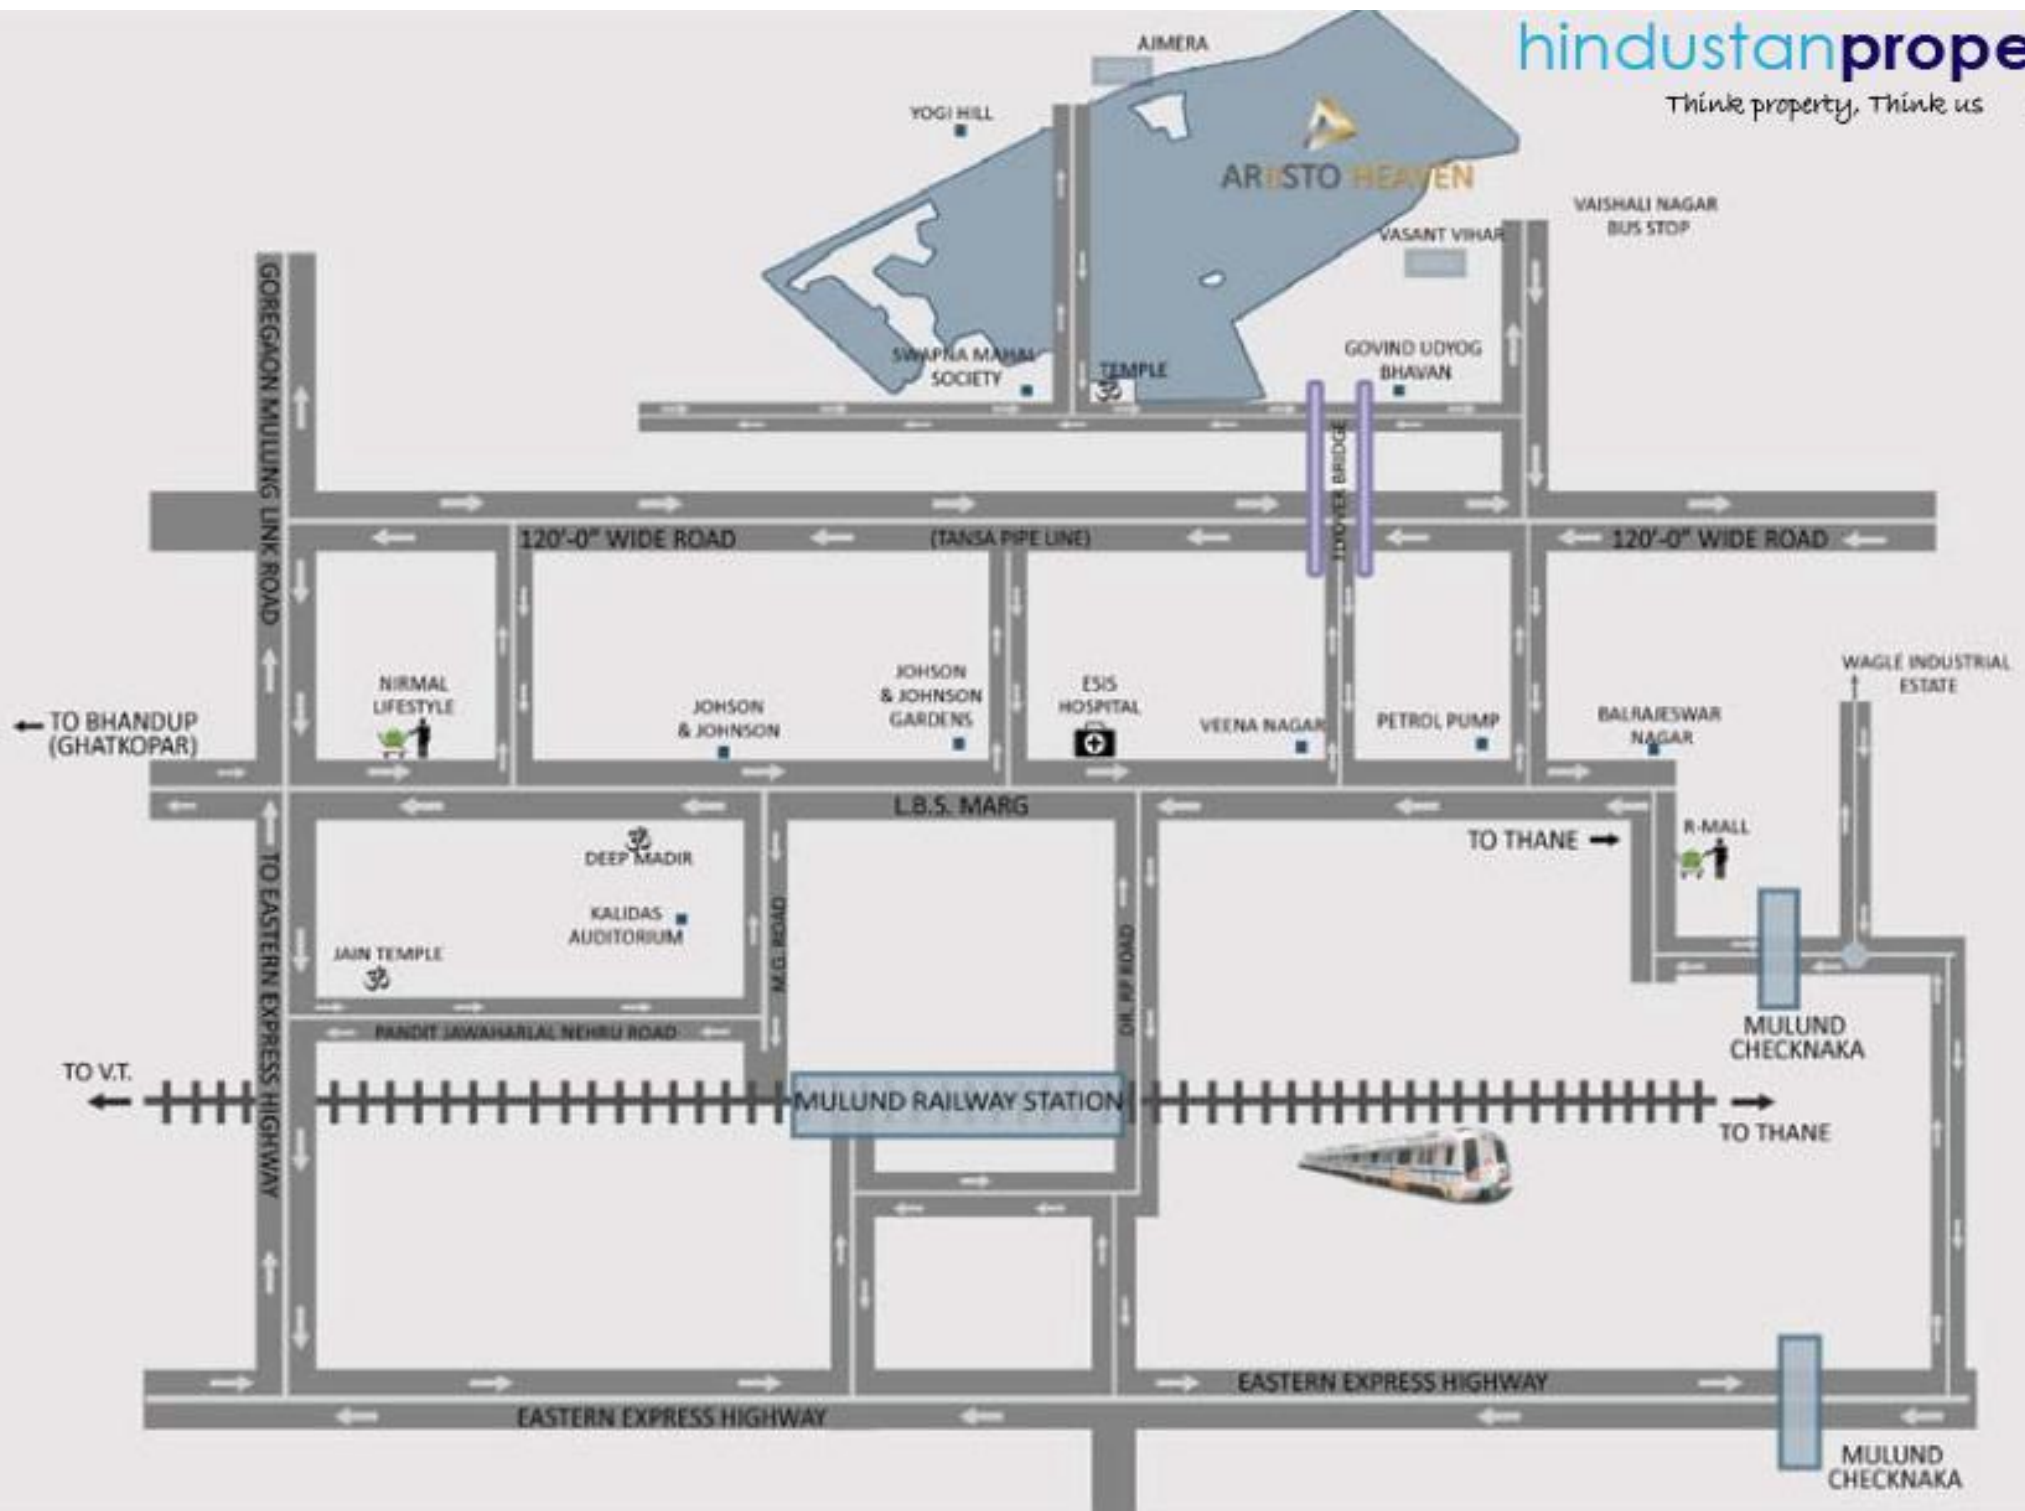 AJMERA
hindustanprope
Think property, Think us
YOGI HILL
ARIISTO HEAVEN
VAISHALI NAGAR
BUS STOP
VASANT VIHAR
GOREGAON MULUNG LINK ROAD
SWAPNA MAHAL
SOCIETY
TEMPLE
GOVIND UDYOG
BHAVAN
FLYOVER BRIDGE
120'-0" WIDE ROAD
(TANSA PIPE LINE)
120'-0" WIDE ROAD
NIRMAL
LIFESTYLE
JOHSON
& JOHNSON
JOHSON
& JOHNSON
GARDENS
ESIS
HOSPITAL
VEENA NAGAR
PETROL PUMP
BALRAJESWAR
NAGAR
WAGLE INDUSTRIAL
ESTATE
TO BHANDUP
(GHATKOPAR)
L.B.S. MARG
TO THANE
R-MALL
DEEP MADIR
KALIDAS
AUDITORIUM
JAIN TEMPLE
M.G. ROAD
DR. RP ROAD
TO EASTERN EXPRESS HIGHWAY
PANDIT JAWAHARLAL NEHRU ROAD
MULUND
CHECKNAKA
TO V.T.
MULUND RAILWAY STATION
TO THANE
EASTERN EXPRESS HIGHWAY
EASTERN EXPRESS HIGHWAY
MULUND
CHECKNAKA